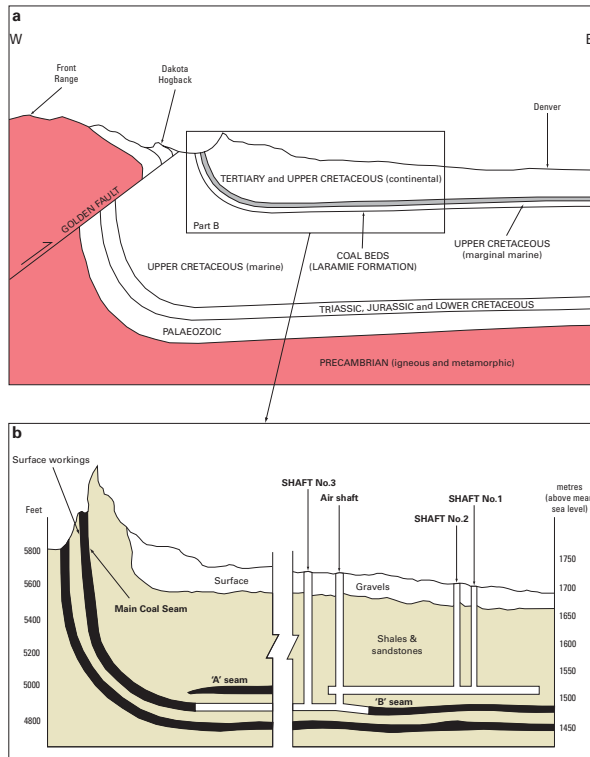 a
W
E
Front
Range
Dakota
Hogback
Denver
TERTIARY and UPPER CRETACEOUS (continental)
GOLDEN FAULT
Part B
COAL BEDS
(LARAMIE FORMATION)
UPPER CRETACEOUS
(marginal marine)
UPPER CRETACEOUS (marine)
TRIASSIC, JURASSIC and LOWER CRETACEOUS
PALAEOZOIC
PRECAMBRIAN (igneous and metamorphic)
b
Surface workings
SHAFT No.3
Air shaft
SHAFT No.1
SHAFT No.2
metres
(above mean
sea level)
Feet
5800
5600
5400
5200
5000
4800
1750
1700
1650
1600
1550
1500
1450
Surface
Gravels
Main Coal Seam
Shales &
sandstones
'A' seam
'B' seam